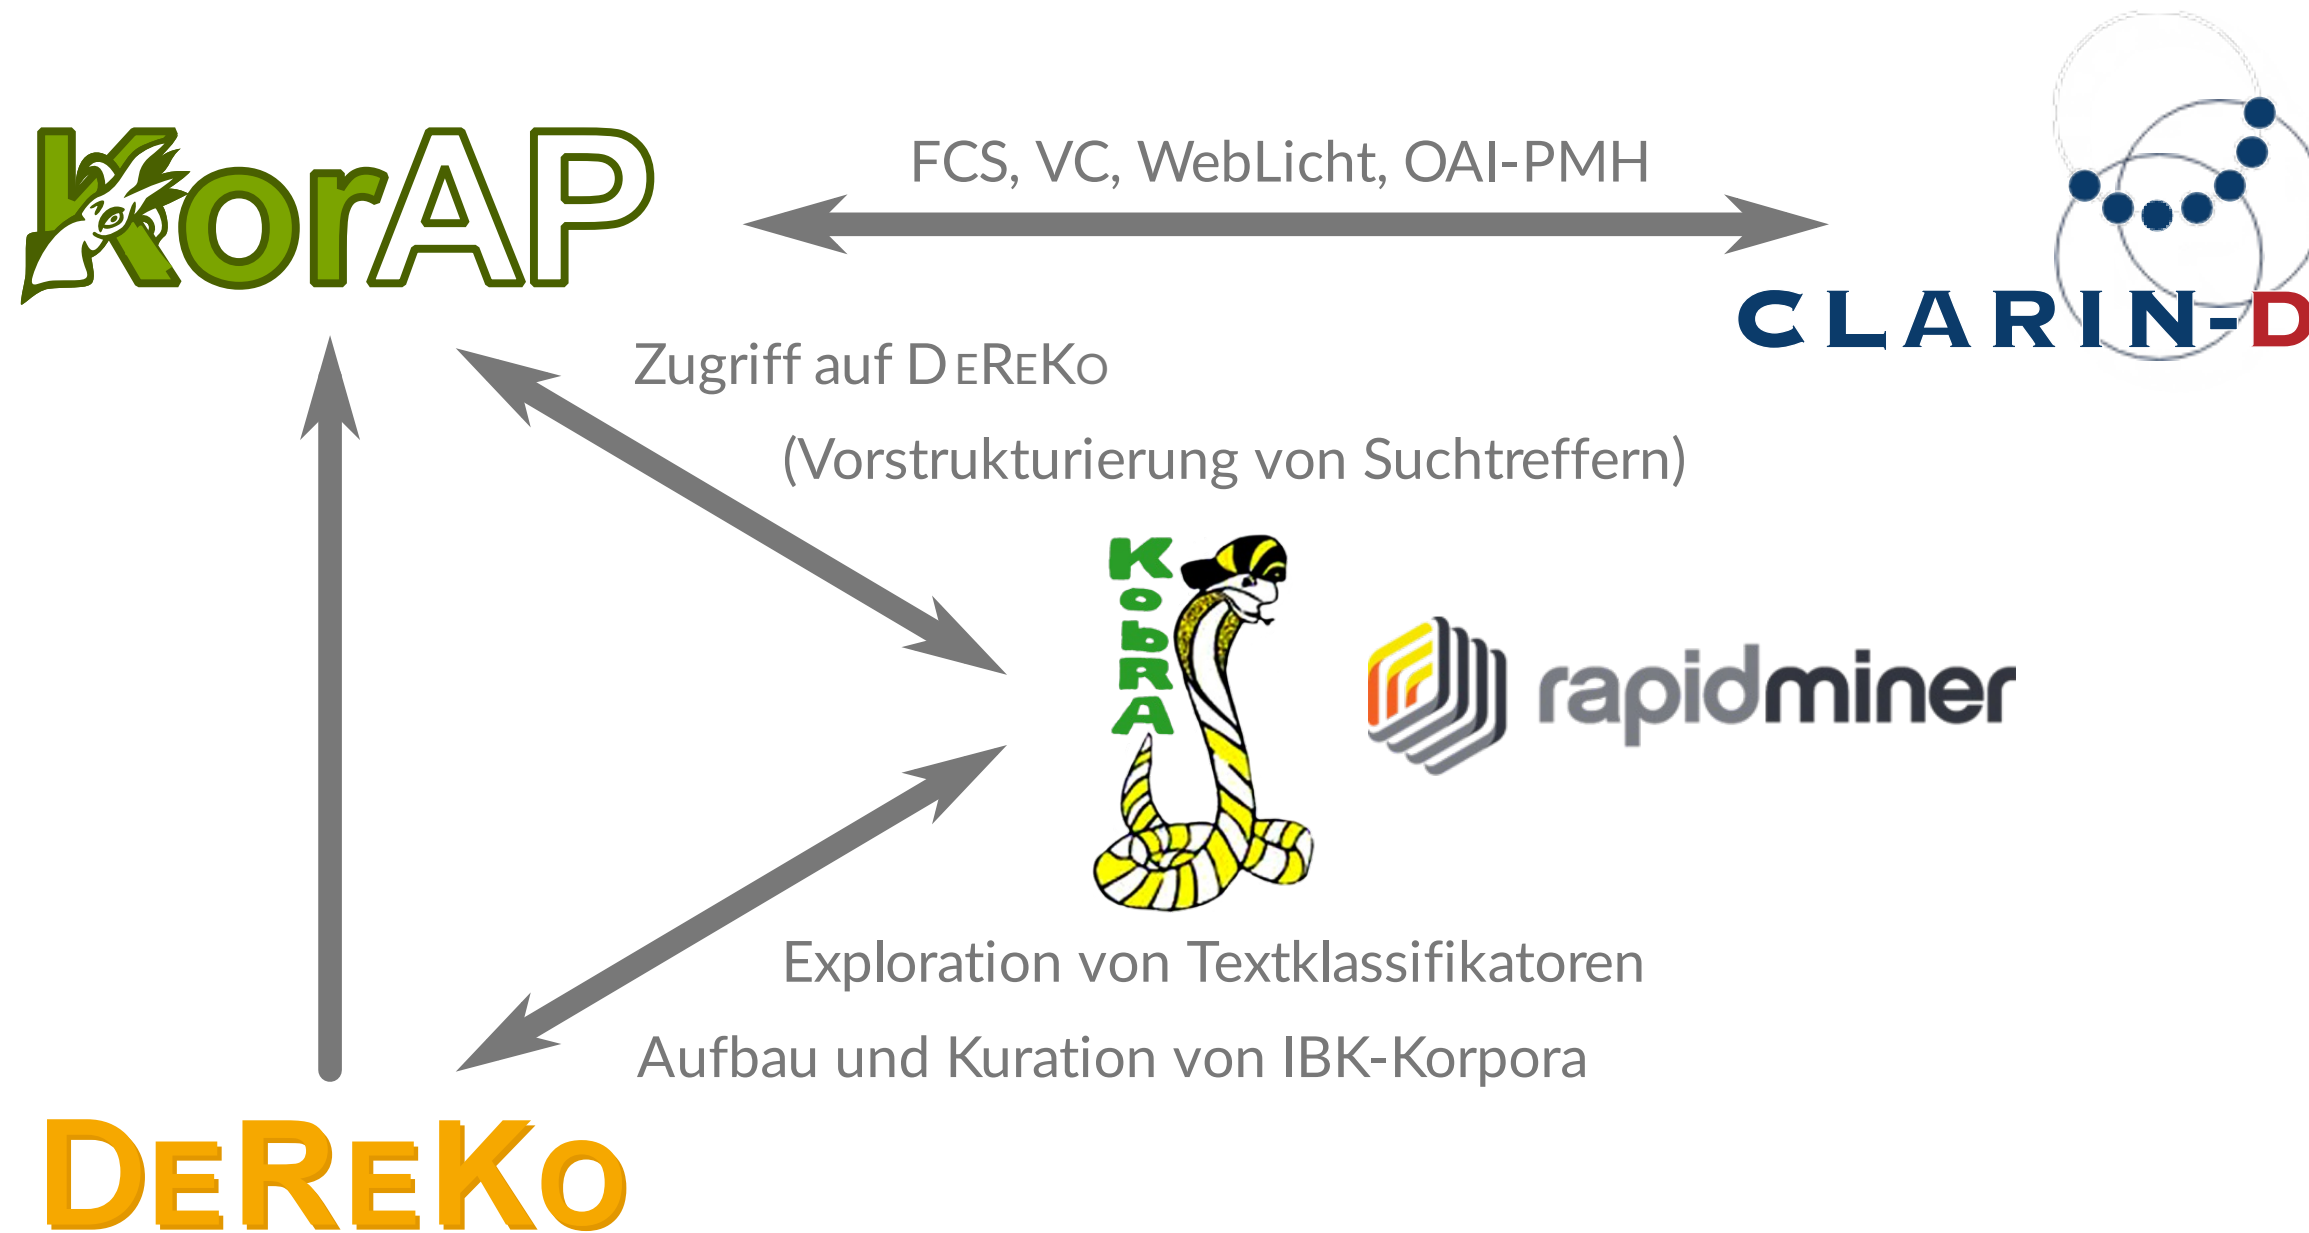 KorAP
FCS, VC, WebLicht, OAI-PMH
CLARIN-D
Zugriff auf DEREKO
(Vorstrukturierung von Suchtreffern)
KobRA
rapidminer
Exploration von Textklassifikatoren
Aufbau und Kuration von IBK-Korpora
DEREKO